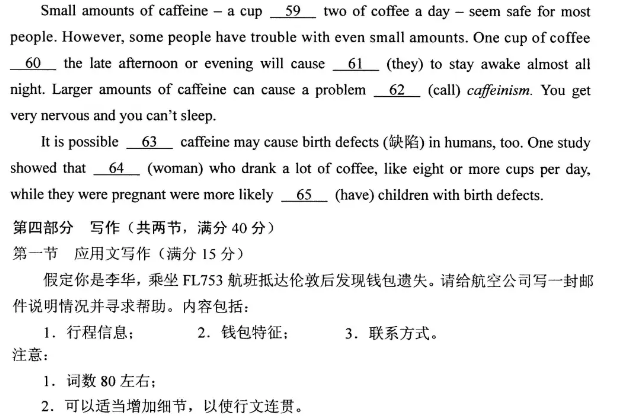 Small amounts of caffeine – a cup 59 two of coffee a day – seem safe for most
people. However, some people have trouble with even small amounts. One cup of coffee
60 the late afternoon or evening will cause 61 (they) to stay awake almost all
night. Larger amounts of caffeine can cause a problem 62 (call) caffeinism. You get
very nervous and you can't sleep.
It is possible 63 caffeine may cause birth defects (缺陷) in humans, too. One study
showed that 64 (woman) who drank a lot of coffee, like eight or more cups per day,
while they were pregnant were more likely 65 (have) children with birth defects.
第四部分 写作（共两节，满分 40 分）
第一节 应用文写作（满分 15 分）
假定你是李华，乘坐 FL753 航班抵达伦敦后发现钱包遗失。请给航空公司写一封邮
件说明情况并寻求帮助。内容包括：
1．行程信息； 2．钱包特征； 3．联系方式。
注意：
1．词数 80 左右；
2．可以适当增加细节，以使行文连贯。